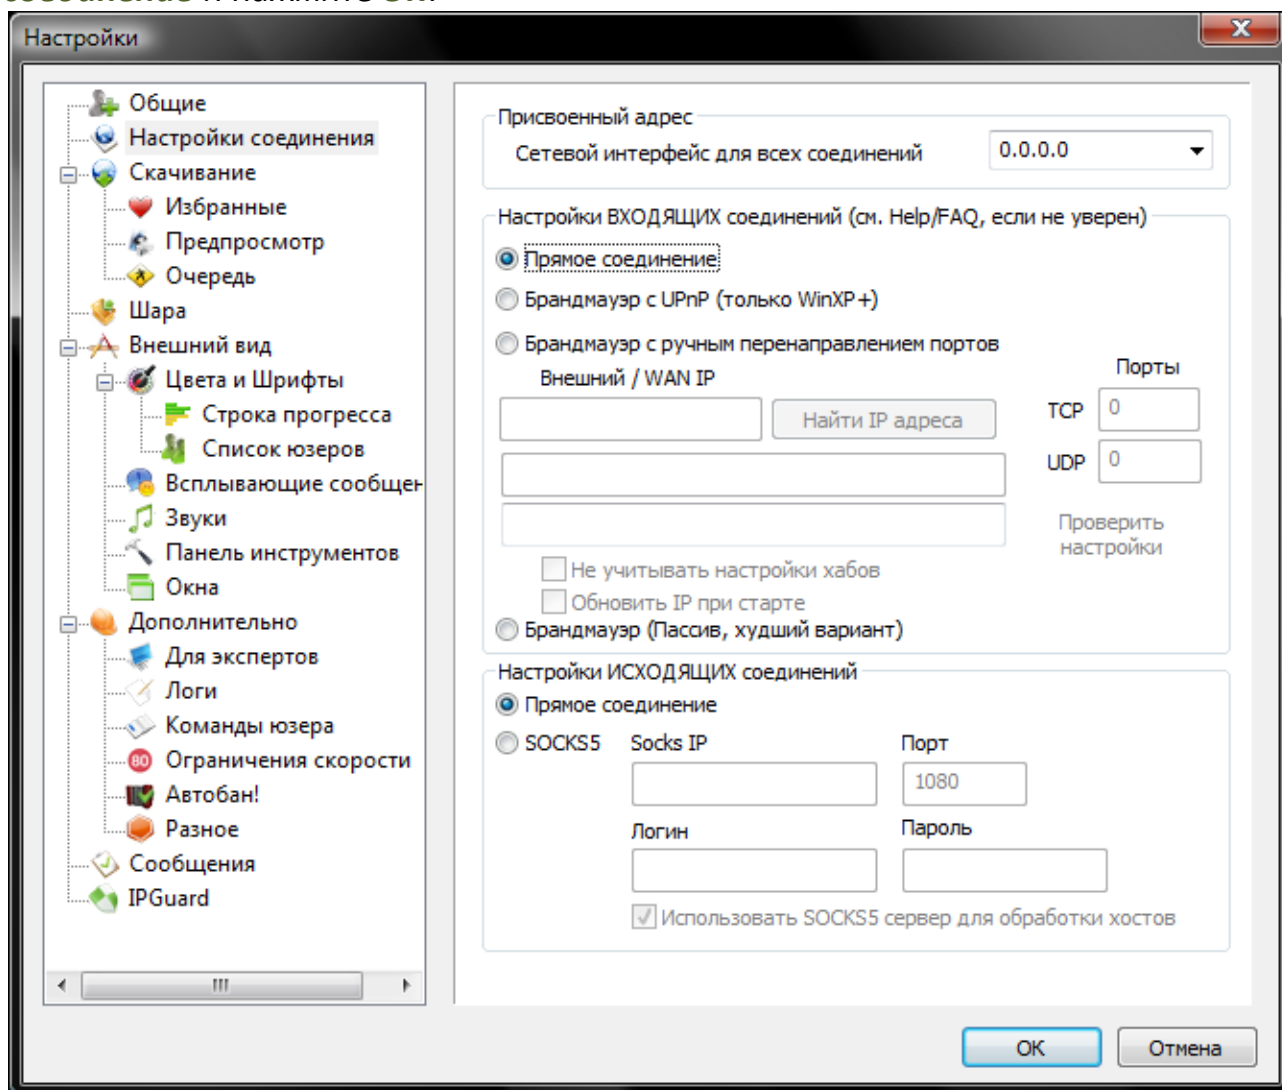 соединение и нажмите ОК.
Настройки
Общие
Настройки соединения
Скачивание
Избранные
Предпросмотр
Очередь
Шара
Внешний вид
Цвета и Шрифты
Строка прогресса
Список юзеров
Всплывающие сообщен
Звуки
Панель инструментов
Окна
Дополнительно
Для экспертов
Логи
Команды юзера
80 Ограничения скорости
Автобан!
Разное
Сообщения
IPGuard
Присвоенный адрес
Сетевой интерфейс для всех соединений 0.0.0.0
Настройки ВХОДЯЩИХ соединений (см. Help/FAQ, если не уверен)
Прямое соединение
Брандмауэр с UPnP (только WinXP+)
Брандмауэр с ручным перенаправлением портов
Внешний / WAN IP Порты
Найти IP адреса TCP 0
UDP 0
Проверить
настройки
Не учитывать настройки хабов
Обновить IP при старте
Брандмауэр (Пассив, худший вариант)
Настройки ИСХОДЯЩИХ соединений
Прямое соединение
SOCKS5 Socks IP Порт
1080
Логин Пароль
Использовать SOCKS5 сервер для обработки хостов
OK Отмена